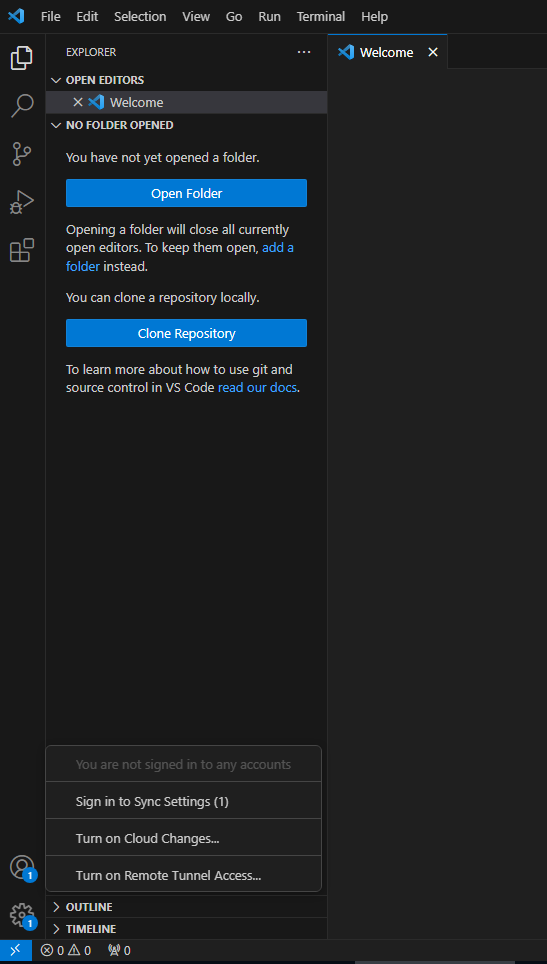 File Edit Selection View Go Run Terminal Help
EXPLORER ...
Welcome
OPEN EDITORS
Welcome
NO FOLDER OPENED
You have not yet opened a folder.
Open Folder
Opening a folder will close all currently
open editors. To keep them open, add a
folder instead.
You can clone a repository locally.
Clone Repository
To learn more about how to use git and
source control in VS Code read our docs.
You are not signed in to any accounts
Sign in to Sync Settings (1)
Turn on Cloud Changes...
Turn on Remote Tunnel Access...
1
1
OUTLINE
TIMELINE
0 0 0